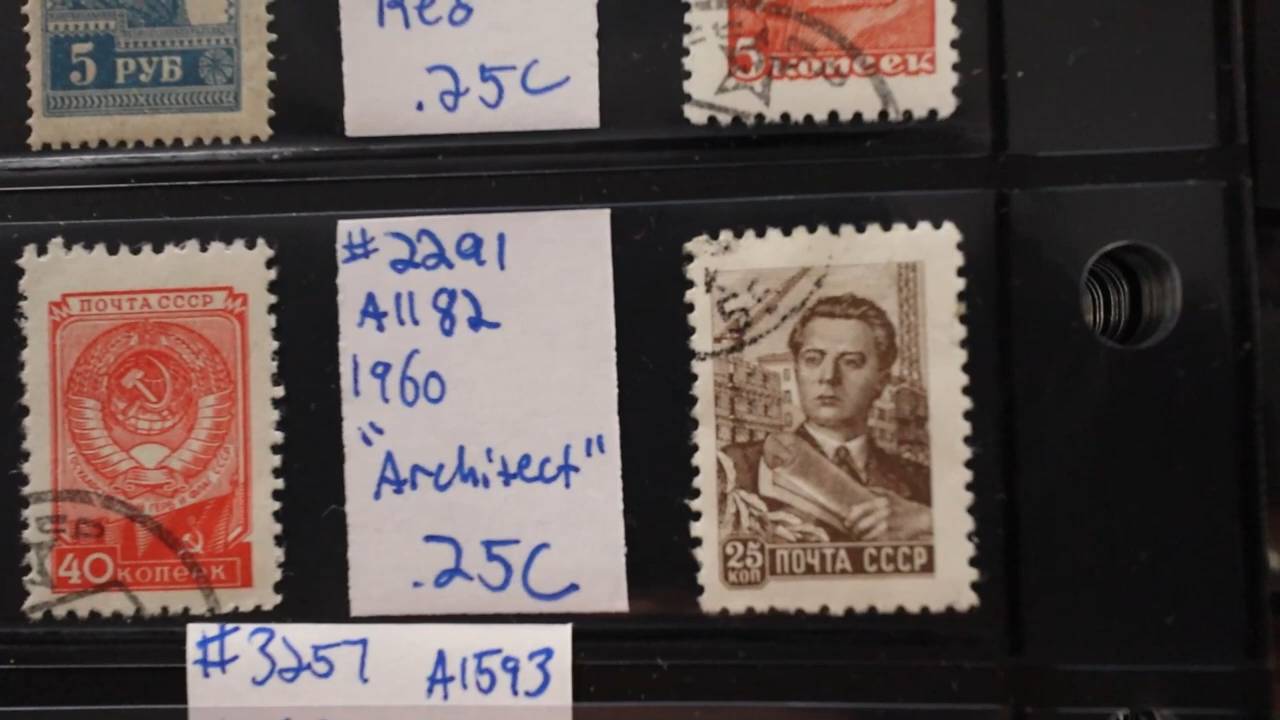 5 РУБ
Red
.25C
5 копеек
ПОЧТА СССР
40 копеек
#2291
A1182
1960
"Architect"
.25C
25
коп
ПОЧТА СССР
#3257 A1593